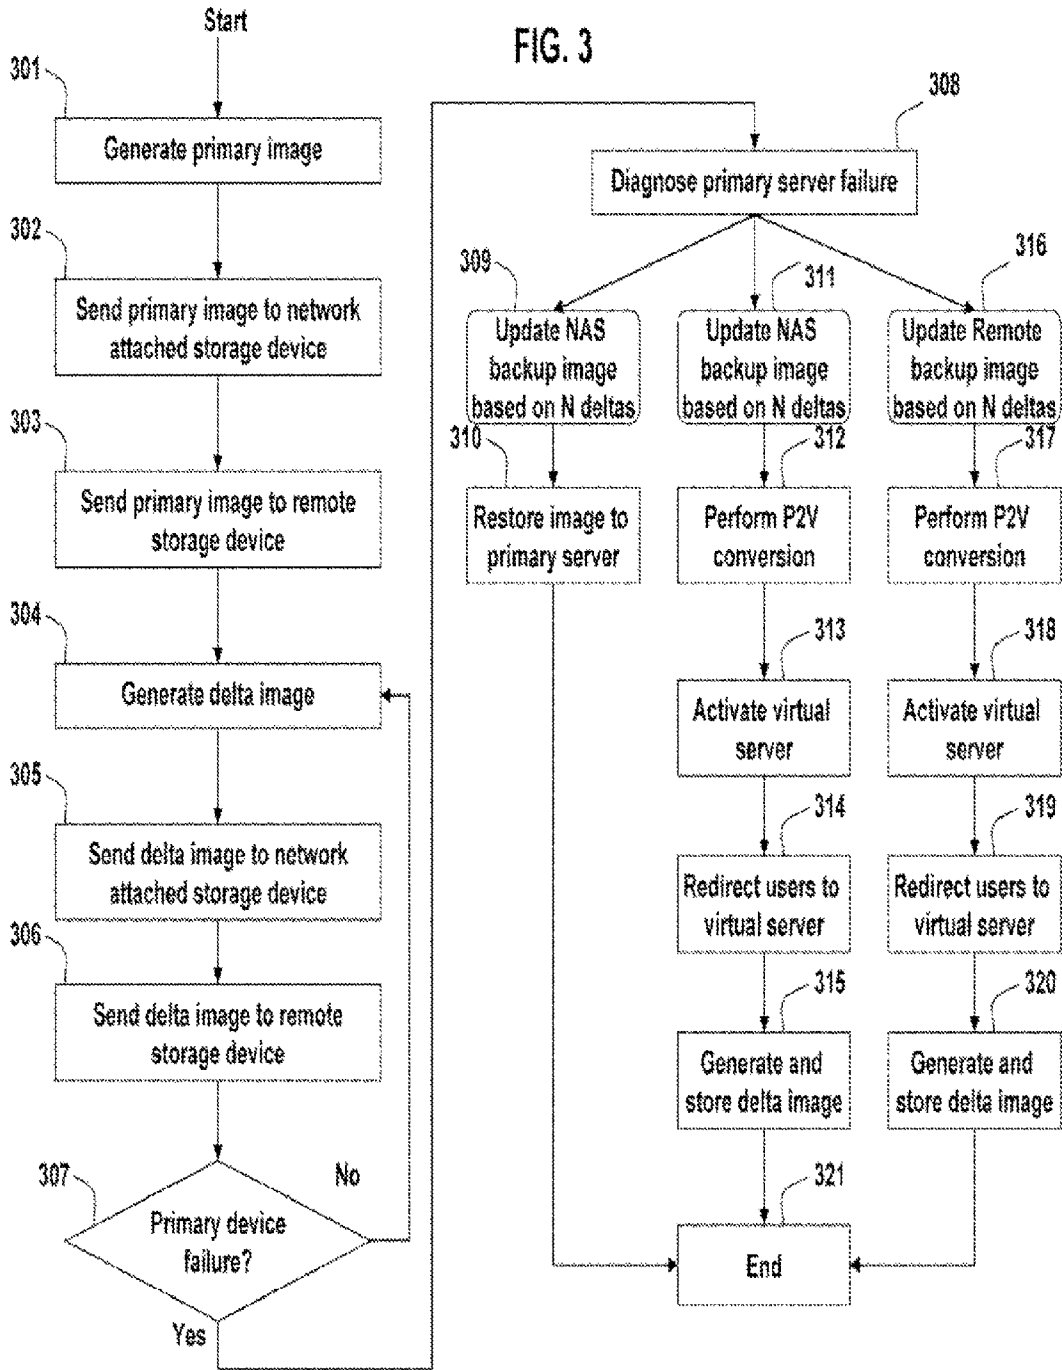 FIG. 3
Start
301
Generate primary image
302
Send primary image to network
attached storage device
303
Send primary image to remote
storage device
304
Generate delta image
305
Send delta image to network
attached storage device
306
Send delta image to remote
storage device
307
Primary device
failure?
No
Yes
308
Diagnose primary server failure
309
Update NAS
backup image
based on N deltas
310
Restore image to
primary server
311
Update NAS
backup image
based on N deltas
312
Perform P2V
conversion
313
Activate virtual
server
314
Redirect users to
virtual server
315
Generate and
store delta image
316
Update Remote
backup image
based on N deltas
317
Perform P2V
conversion
318
Activate virtual
server
319
Redirect users to
virtual server
320
Generate and
store delta image
321
End